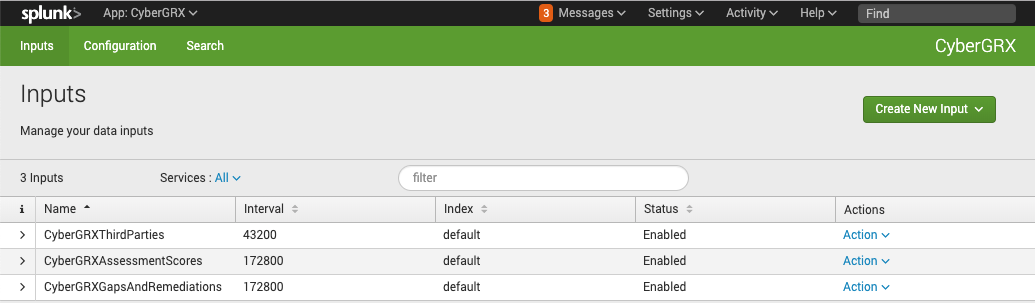 splunk> App: CyberGRX 3 Messages Settings Activity Help Find
Inputs Configuration Search CyberGRX
Inputs
Create New Input
Manage your data inputs
3 Inputs Services : All filter
i Name Interval Index Status Actions
CyberGRXThirdParties 43200 default Enabled Action
CyberGRXAssessmentScores 172800 default Enabled Action
CyberGRXGapsAndRemediations 172800 default Enabled Action